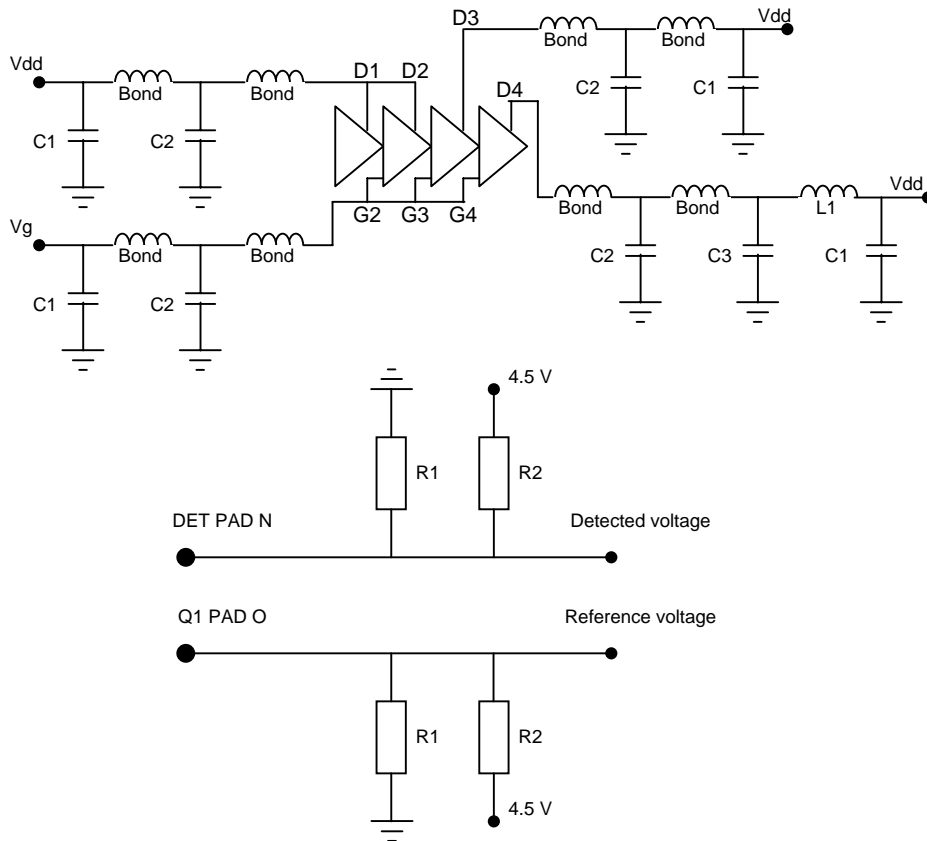 D3
Vdd
Bond
Bond
C2
C1
Vdd
D1
D2
D4
Bond
Bond
C1
C2
G2
G3
G4
Vg
Bond
Bond
C1
C2
Bond
Bond
L1
Vdd
C2
C3
C1
4.5 V
R1
R2
DET PAD N
Detected voltage
Q1 PAD O
Reference voltage
R1
R2
4.5 V